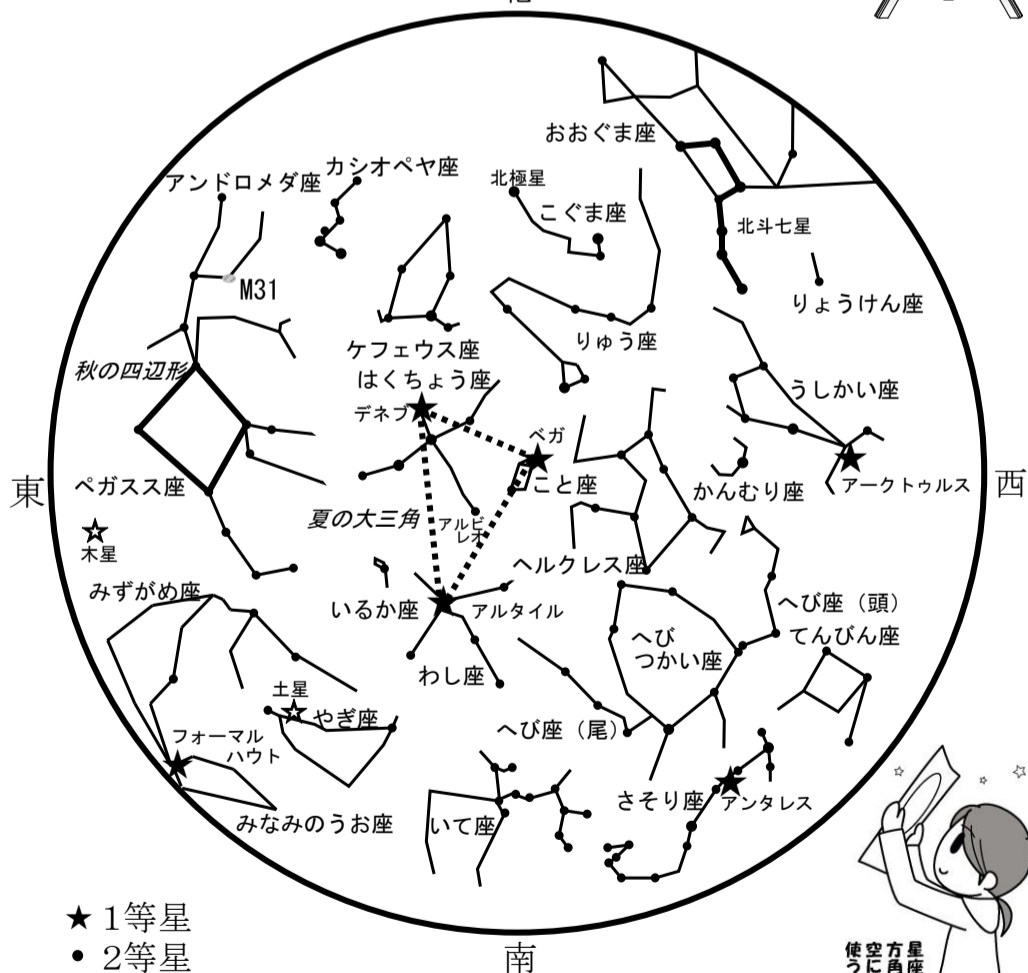 おおぐま座
カシオペヤ座
アンドロメダ座
北極星
こぐま座
北斗七星
M31
りょうけん座
ケフェウス座
りゅう座
秋の四辺形
はくちょう座
うしかい座
デネブ
ベガ
東
ペガスス座
こと座
かんむり座
アークトゥルス
西
夏の大三角
アルビ
レオ
木星
ヘルクレス座
みずがめ座
いるか座
アルタイル
へび座（頭）
へび
つかい座
てんびん座
わし座
土星
やぎ座
へび座（尾）
フォーマル
ハウト
さそり座
アンタレス
みなみのうお座
いて座
★ 1等星
• 2等星
南
星座
方角
空に
使う